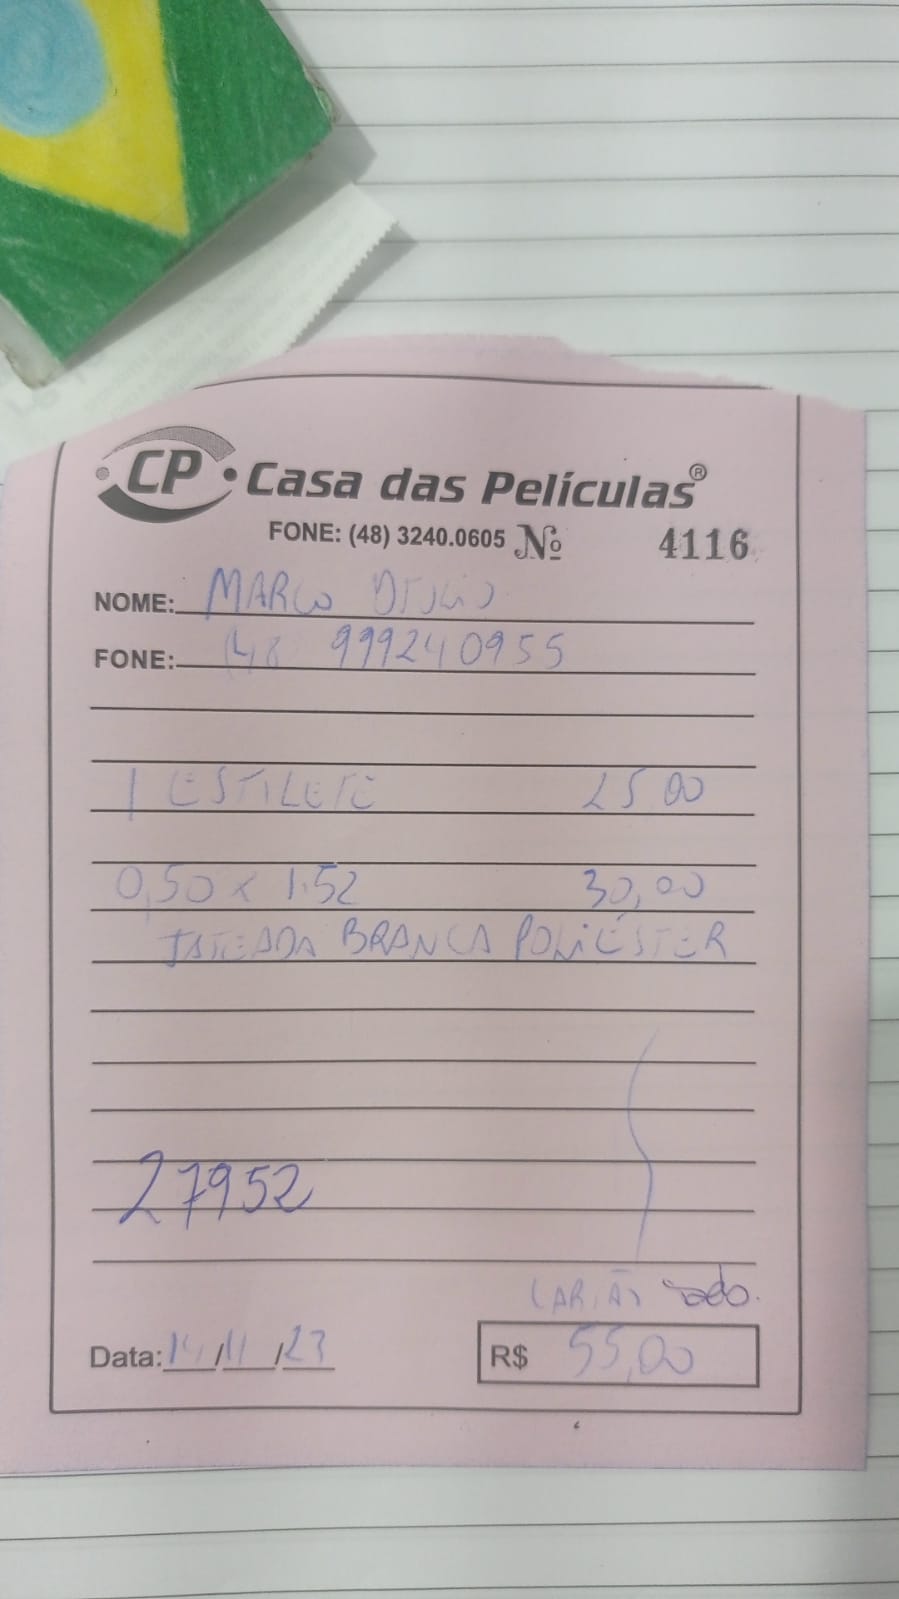 CP Casa das Películas®
FONE: (48) 3240.0605 Nº 4116
NOME: MARCO
FONE: 48 999240955
1 ESTILETE 25 00
0,50 x 1.52 30,00
JATEADA BRANCA POLIÉSTER
27952
CARTÃO
Data: 14/11/23 R$ 55,00